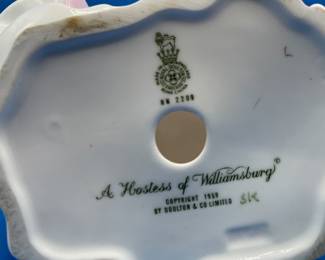 L
HN 2209
A Hostess of Williamsburg ©
COPYRIGHT 1959
BY DOULTON & CO LIMITED SK